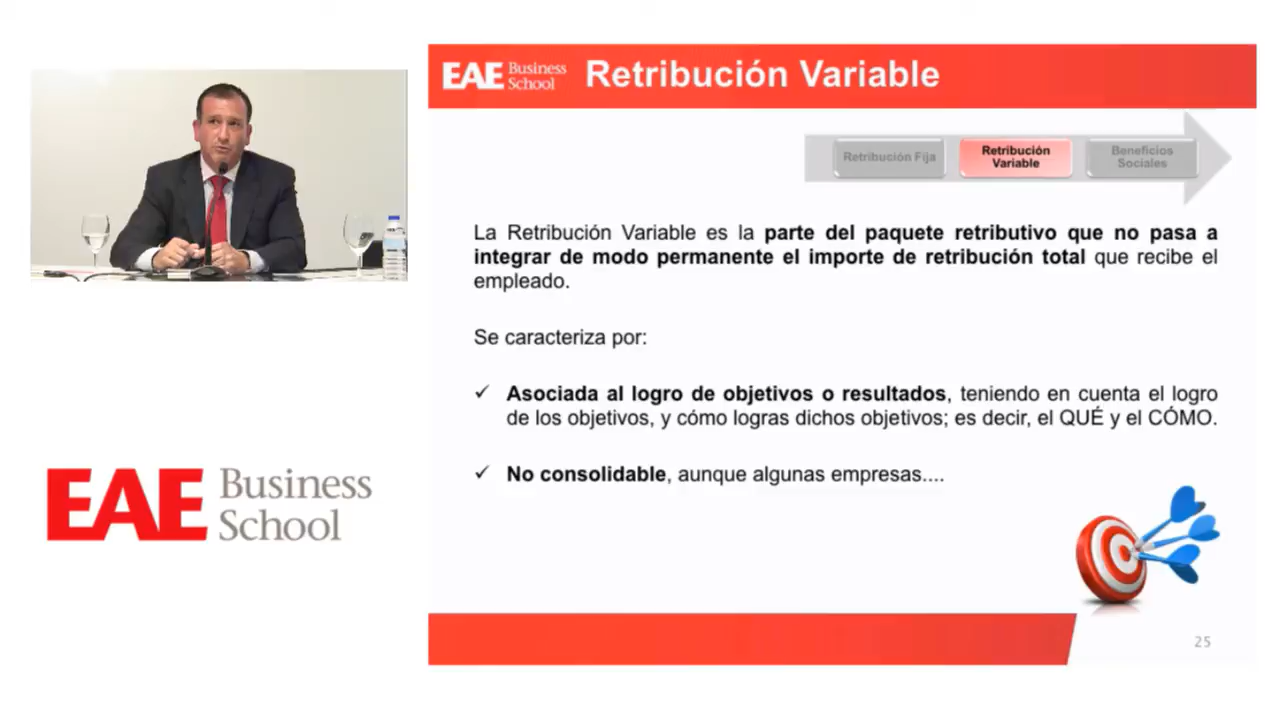 EAE Business School
Retribución Variable
Retribución Fija
Retribución Variable
Beneficios Sociales
La Retribución Variable es la parte del paquete retributivo que no pasa a
integrar de modo permanente el importe de retribución total que recibe el
empleado.
Se caracteriza por:
✓ Asociada al logro de objetivos o resultados, teniendo en cuenta el logro
de los objetivos, y cómo logras dichos objetivos; es decir, el QUÉ y el CÓMO.
✓ No consolidable, aunque algunas empresas....
EAE Business
School
25